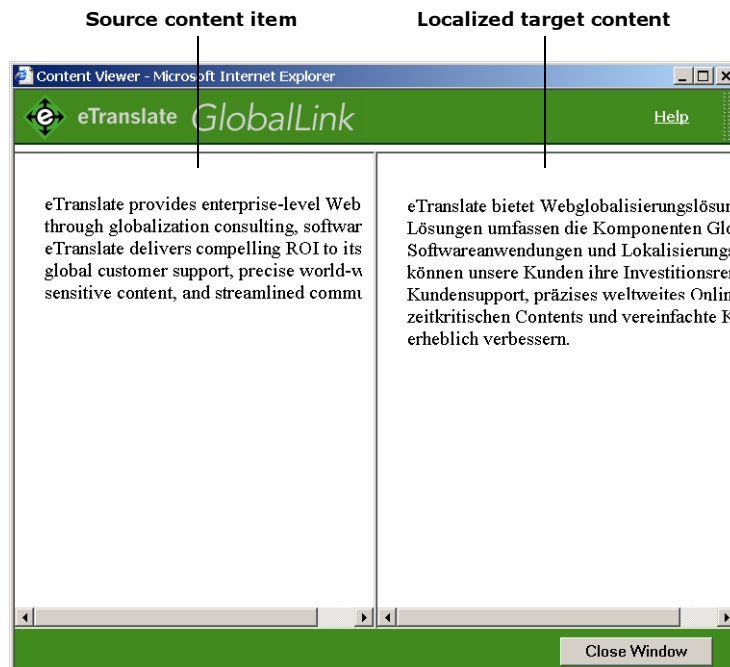 Source content item
Localized target content
Content Viewer - Microsoft Internet Explorer
e eTranslate GlobalLink
Help
eTranslate provides enterprise-level Web
through globalization consulting, softwar
eTranslate delivers compelling ROI to its
global customer support, precise world-w
sensitive content, and streamlined commu
eTranslate bietet Webglobalisierungslösun
Lösungen umfassen die Komponenten Glo
Softwareanwendungen und Lokalisierungs
können unsere Kunden ihre Investitionsren
Kundensupport, präzises weltweites Onlin
zeitkritischen Contents und vereinfachte K
erheblich verbessern.
Close Window